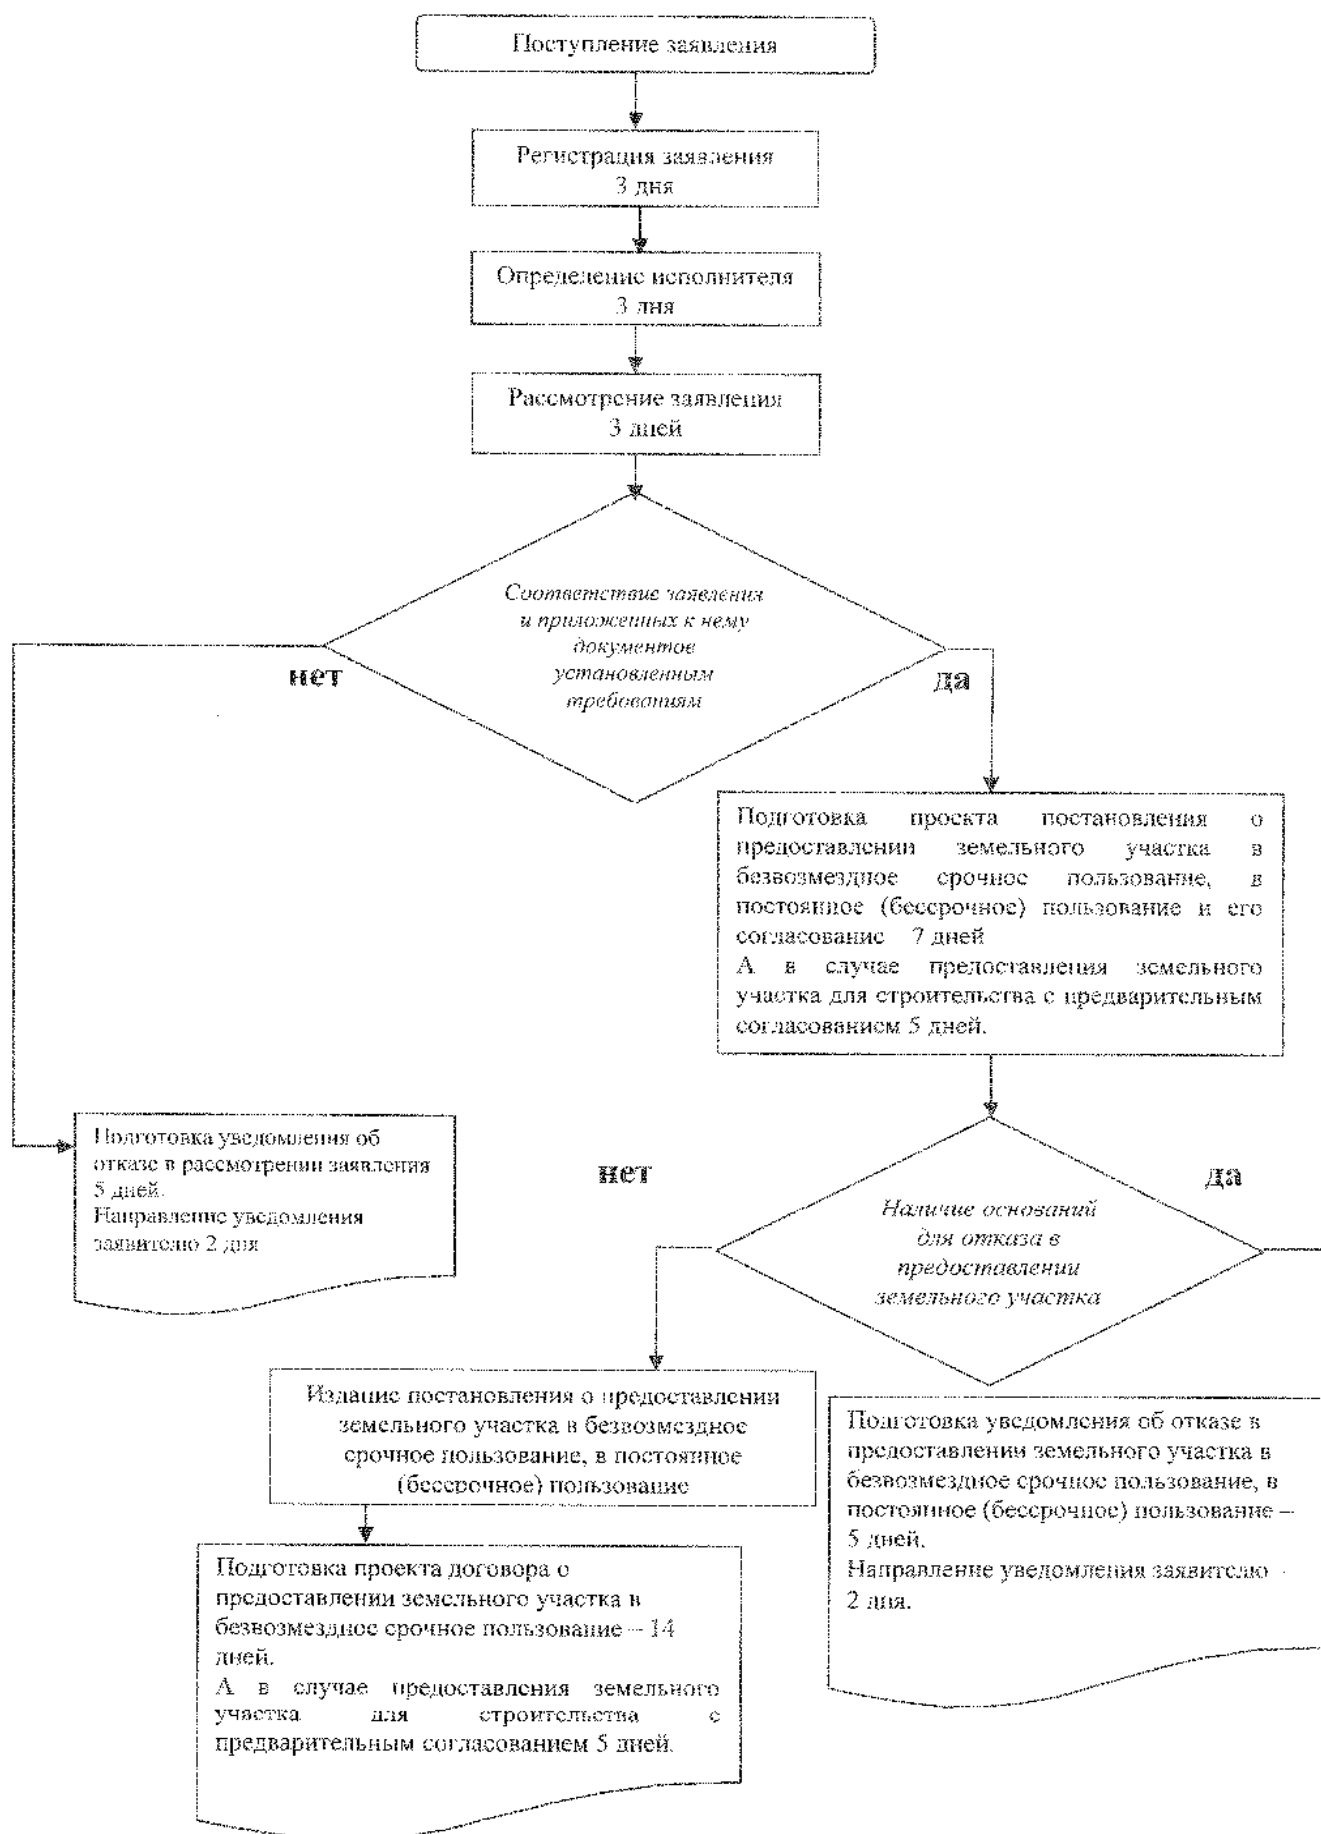 Поступление заявления
Регистрация заявления
3 дня
Определение исполнителя
3 дня
Рассмотрение заявления
3 дней
Соответствие заявления
и приложенных к нему
документов
установленным
требованиям
нет
да
Подготовка проекта постановления о
предоставлении земельного участка в
безвозмездное срочное пользование, в
постоянное (бессрочное) пользование и его
согласование 7 дней
А в случае предоставления земельного
участка для строительства с предварительным
согласованием 5 дней.
Подготовка уведомления об
отказе в рассмотрении заявления
5 дней.
Направление уведомления
заявителю 2 дня
нет
да
Наличие оснований
для отказа в
предоставлении
земельного участка
Издание постановления о предоставлении
земельного участка в безвозмездное
срочное пользование, в постоянное
(бессрочное) пользование
Подготовка уведомления об отказе в
предоставлении земельного участка в
безвозмездное срочное пользование, в
постоянное (бессрочное) пользование –
5 дней.
Направление уведомления заявителю -
2 дня.
Подготовка проекта договора о
предоставлении земельного участка в
безвозмездное срочное пользование – 14
дней.
А в случае предоставления земельного
участка для строительства с
предварительным согласованием 5 дней.